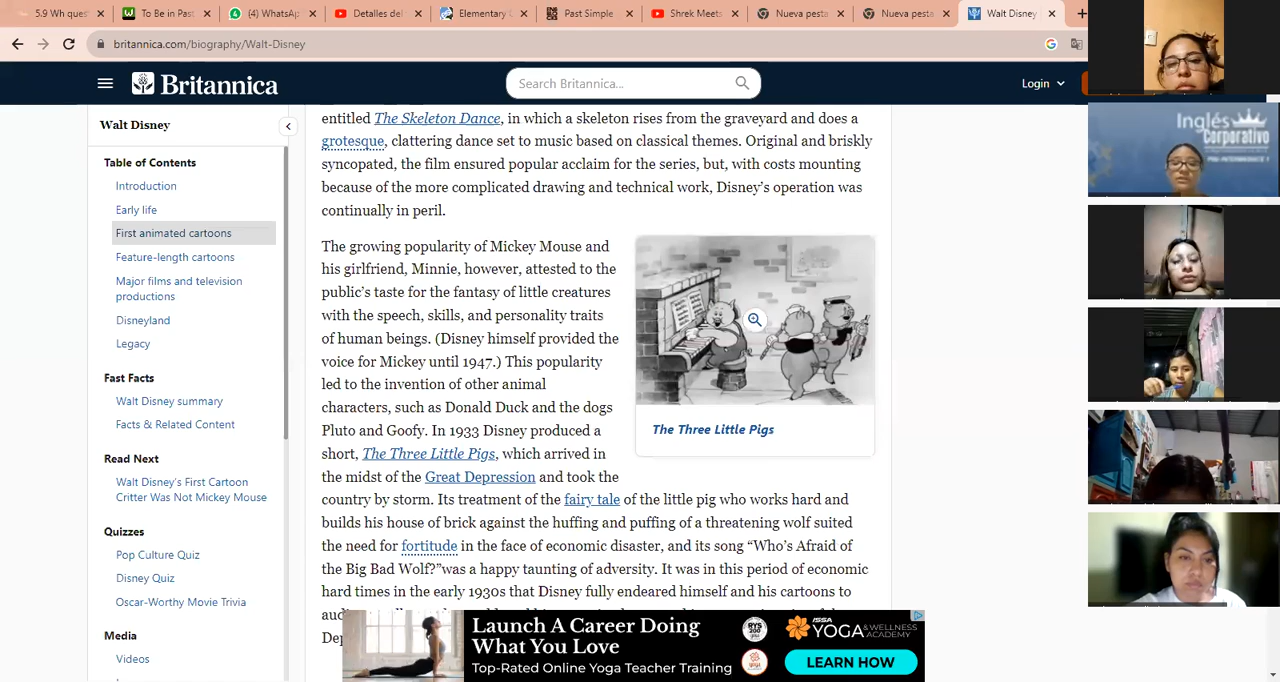 5.9 Wh ques
To Be in Past
(4) WhatsAp
Detalles del
Elementary
Past Simple
Shrek Meets
Nueva pesta
Nueva pesta
Walt Disney
britannica.com/biography/Walt-Disney
Britannica
Search Britannica...
Login
Walt Disney
Table of Contents
Introduction
Early life
First animated cartoons
Feature-length cartoons
Major films and television
productions
Disneyland
Legacy
Fast Facts
Walt Disney summary
Facts & Related Content
Read Next
Walt Disney's First Cartoon
Critter Was Not Mickey Mouse
Quizzes
Pop Culture Quiz
Disney Quiz
Oscar-Worthy Movie Trivia
Media
Videos
entitled The Skeleton Dance, in which a skeleton rises from the graveyard and does a
grotesque, clattering dance set to music based on classical themes. Original and briskly
syncopated, the film ensured popular acclaim for the series, but, with costs mounting
because of the more complicated drawing and technical work, Disney's operation was
continually in peril.
The growing popularity of Mickey Mouse and
his girlfriend, Minnie, however, attested to the
public's taste for the fantasy of little creatures
with the speech, skills, and personality traits
of human beings. (Disney himself provided the
voice for Mickey until 1947.) This popularity
led to the invention of other animal
characters, such as Donald Duck and the dogs
Pluto and Goofy. In 1933 Disney produced a
short, The Three Little Pigs, which arrived in
the midst of the Great Depression and took the
country by storm. Its treatment of the fairy tale of the little pig who works hard and
builds his house of brick against the huffing and puffing of a threatening wolf suited
the need for fortitude in the face of economic disaster, and its song “Who's Afraid of
the Big Bad Wolf?”was a happy taunting of adversity. It was in this period of economic
hard times in the early 1930s that Disney fully endeared himself and his cartoons to
The Three Little Pigs
Launch A Career Doing
What You Love
Top-Rated Online Yoga Teacher Training
RYS
200
ISSA
YOGA & WELLNESS
ACADEMY
LEARN HOW
Inglés
Corporativo
PRE-INTERMEDIATE 1